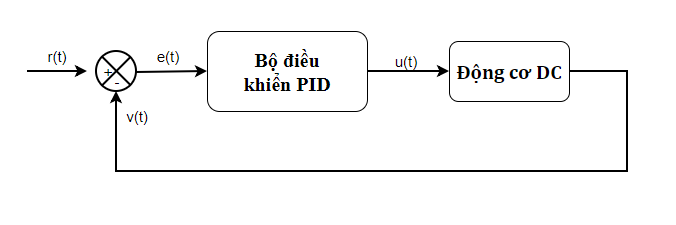 r(t)
e(t)
Bộ điều
khiển PID
u(t)
Động cơ DC
+
-
v(t)